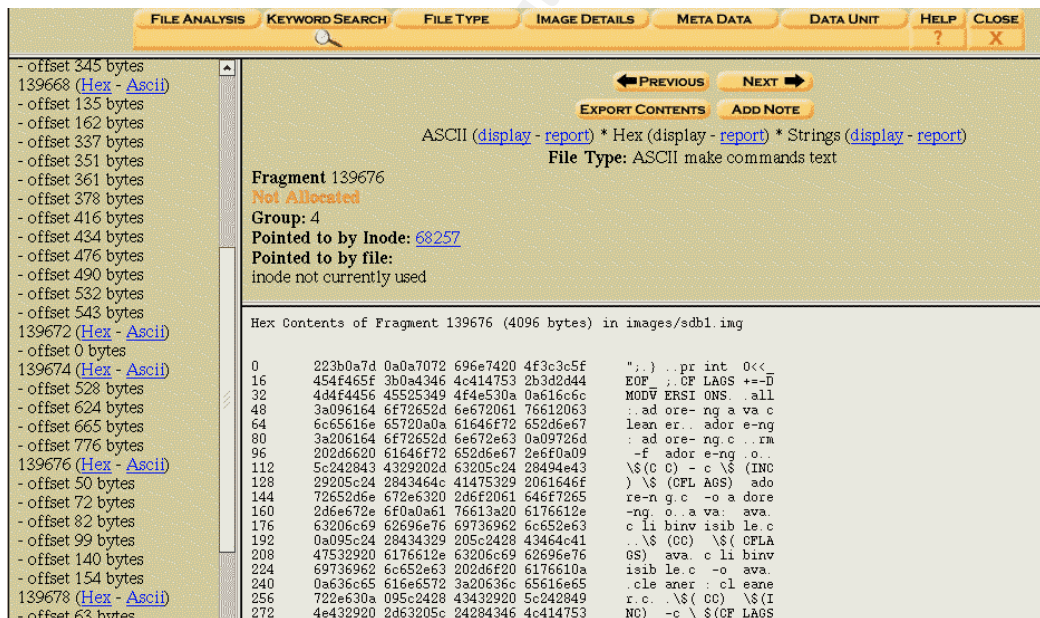 FILE ANALYSIS KEYWORD SEARCH FILE TYPE IMAGE DETAILS META DATA DATA UNIT HELP CLOSE
? X
- offset 345 bytes
139668 (Hex - Ascii)
- offset 135 bytes
- offset 162 bytes
- offset 337 bytes
- offset 351 bytes
- offset 361 bytes
- offset 378 bytes
- offset 416 bytes
- offset 434 bytes
- offset 476 bytes
- offset 490 bytes
- offset 532 bytes
- offset 543 bytes
139672 (Hex - Ascii)
- offset 0 bytes
139674 (Hex - Ascii)
- offset 528 bytes
- offset 624 bytes
- offset 665 bytes
- offset 776 bytes
139676 (Hex - Ascii)
- offset 50 bytes
- offset 72 bytes
- offset 82 bytes
- offset 99 bytes
- offset 140 bytes
- offset 154 bytes
139678 (Hex - Ascii)
- offset 63 bytes
PREVIOUS NEXT
EXPORT CONTENTS ADD NOTE
ASCII (display - report) * Hex (display - report) * Strings (display - report)
File Type: ASCII make commands text
Fragment 139676
Not Allocated
Group: 4
Pointed to by Inode: 68257
Pointed to by file:
inode not currently used
Hex Contents of Fragment 139676 (4096 bytes) in images/sdb1.img
0 223b0a7d 0a0a7072 696e7420 4f3c3c5f ";.} ..pr int O<<_
16 454f465f 3b0a4346 4c414753 2b3d2d44 EOF_ ;.CF LAGS +=-D
32 4d4f4456 45525349 4f4e530a 0a616c6c MODV ERSI ONS. .all
48 3a096164 6f72652d 6e672061 76612063 :.ad ore- ng a va c
64 6c65616e 65720a0a 61646f72 652d6e67 lean er.. ador e-ng
80 3a206164 6f72652d 6e672e63 0a09726d : ad ore- ng.c ..rm
96 202d6620 61646f72 652d6e67 2e6f0a09 -f ador e-ng .o..
112 5c242843 4329202d 63205c24 28494e43 \$(C C) - c \$ (INC
128 29205c24 2843464c 41475329 2061646f ) \$ (CFL AGS) ado
144 72652d6e 672e6320 2d6f2061 646f7265 re-n g.c -o a dore
160 2d6e672e 6f0a0a61 76613a20 6176612e -ng. o..a va: ava.
176 63206c69 62696e76 69736962 6c652e63 c li binv isib le.c
192 0a095c24 28434329 205c2428 43464c41 ..\$ (CC) \$( CFLA
208 47532920 6176612e 63206c69 62696e76 GS) ava. c li binv
224 69736962 6c652e63 202d6f20 6176610a isib le.c -o ava.
240 0a636c65 616e6572 3a20636c 65616e65 .cle aner : cl eane
256 722e630a 095c2428 43432920 5c242849 r.c. .\$( CC) \$(I
272 4e432920 2d63205c 24284346 4c414753 NC) -c \ $(CF LAGS